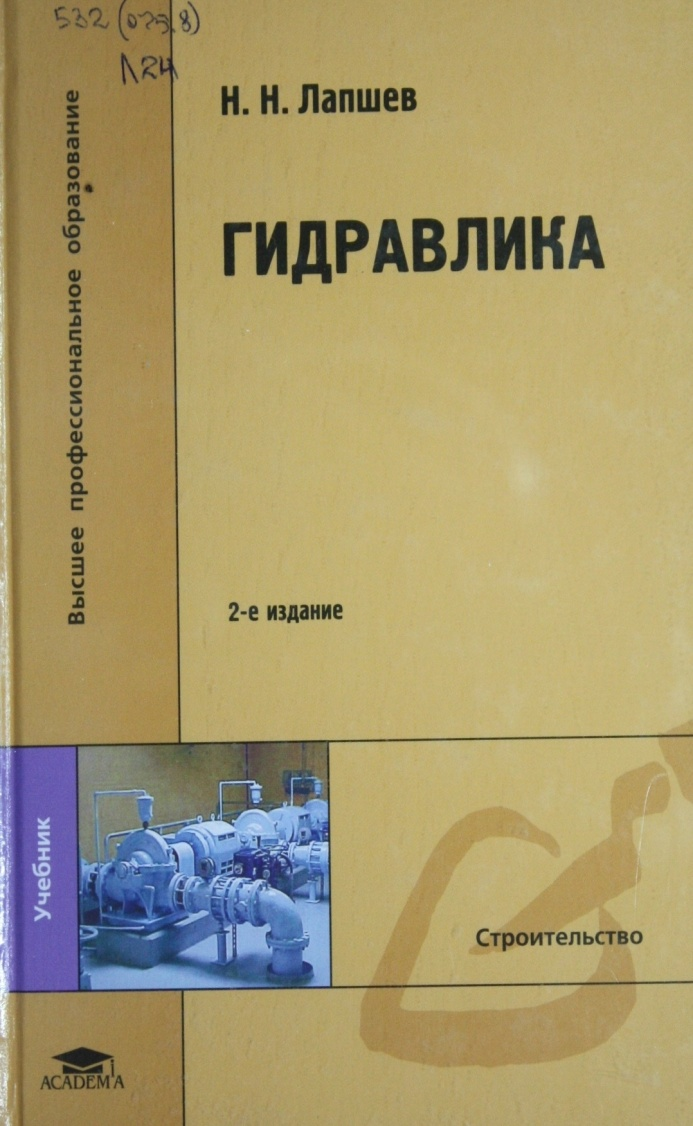 532 (075.8)
Л24
Н. Н. Лапшев
ГИДРАВЛИКА
Высшее профессиональное образование
2-е издание
Учебник
Строительство
ACADEMA